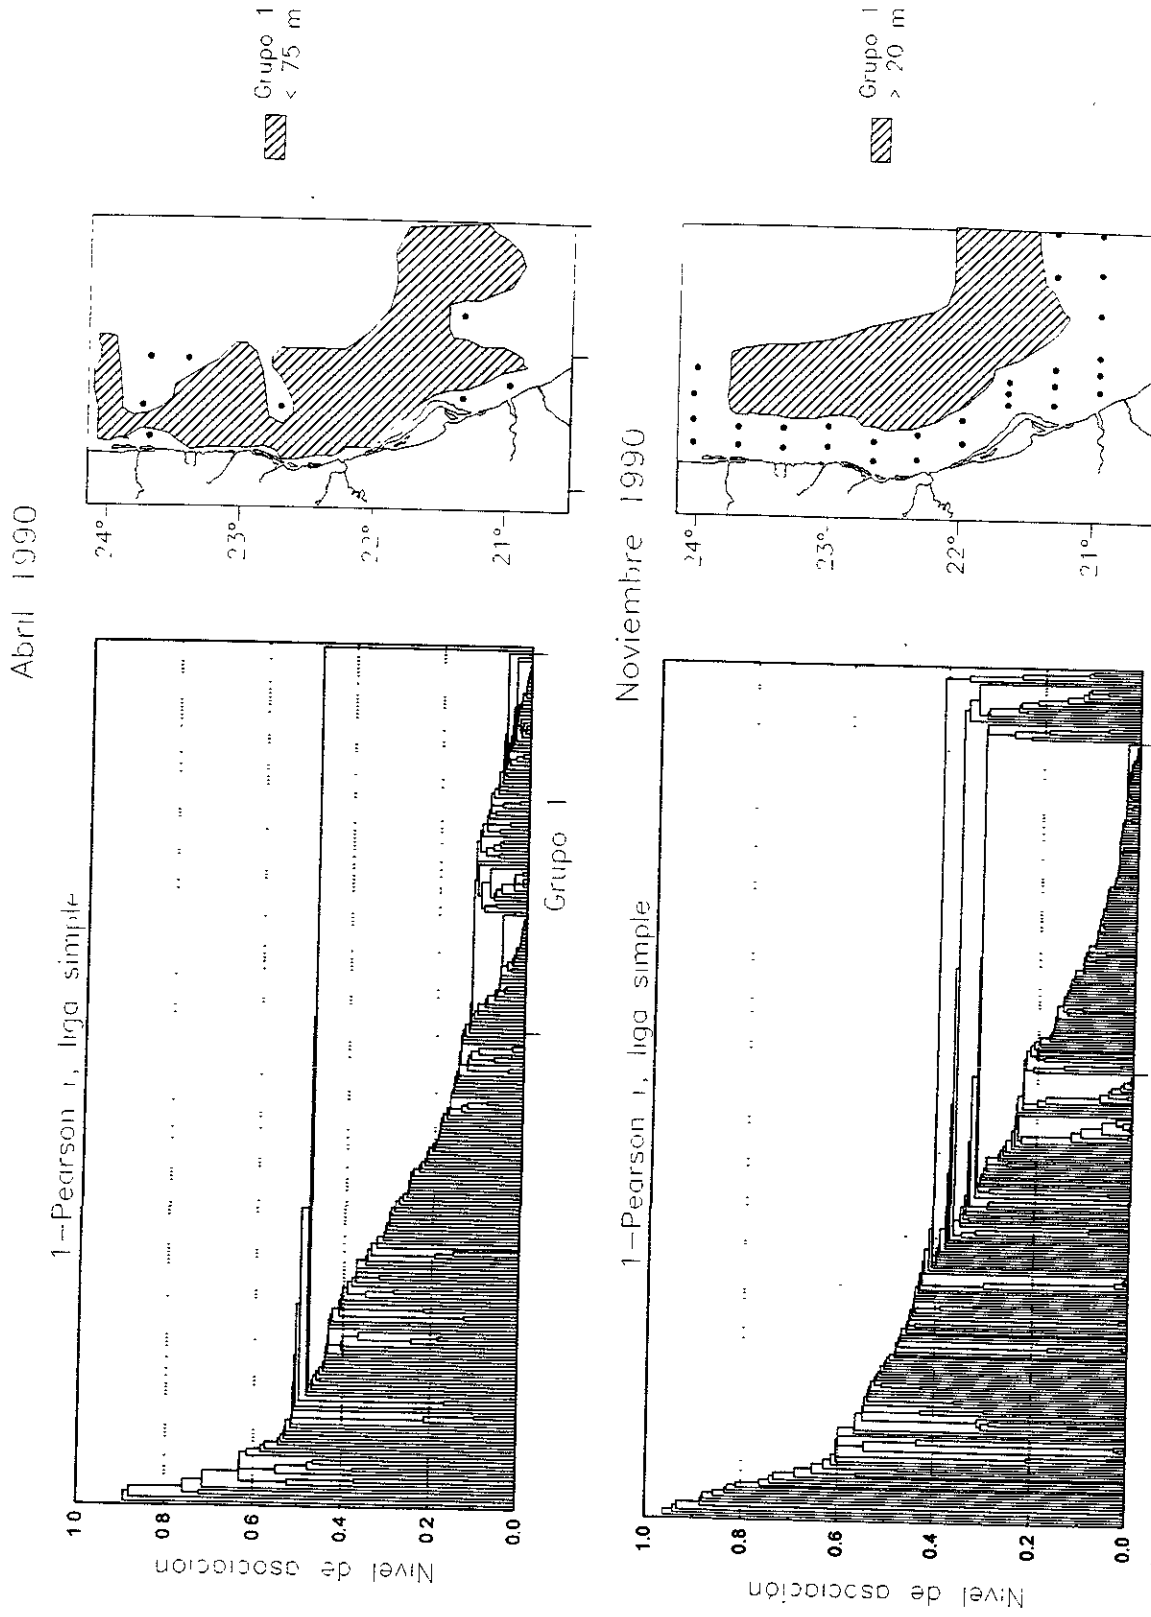 Abril 1990
1-Pearson r, liga simple
Nivel de asociacion
1 0
0.8
0.6
0.4
0.2
0.0
Grupo 1
24°
23°
22°
21°
Grupo 1
< 75 m
Noviembre 1990
1-Pearson r, liga simple
Nivel de asociación
1.0
0.8
0.6
0.4
0.2
0.0
24°
23°
22°
21°
Grupo 1
> 20 m